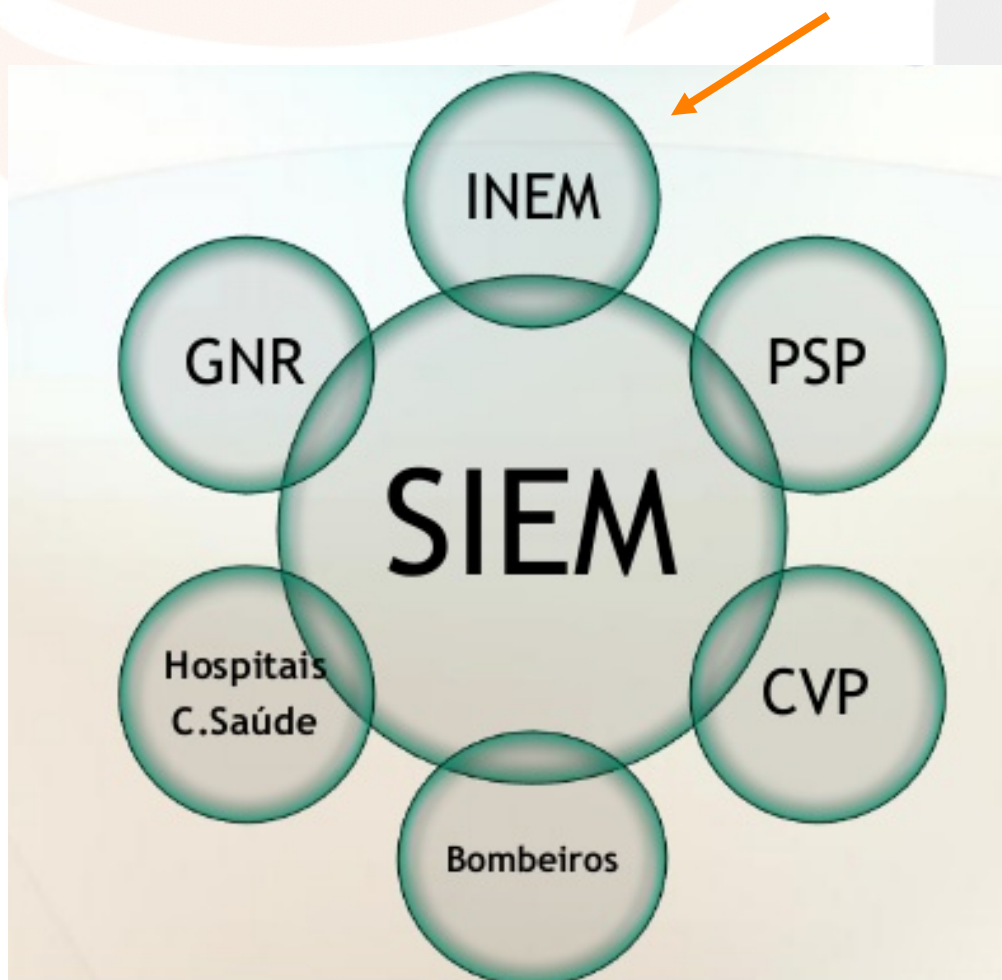 INEM
GNR
PSP
SIEM
Hospitais
C.Saúde
CVP
Bombeiros